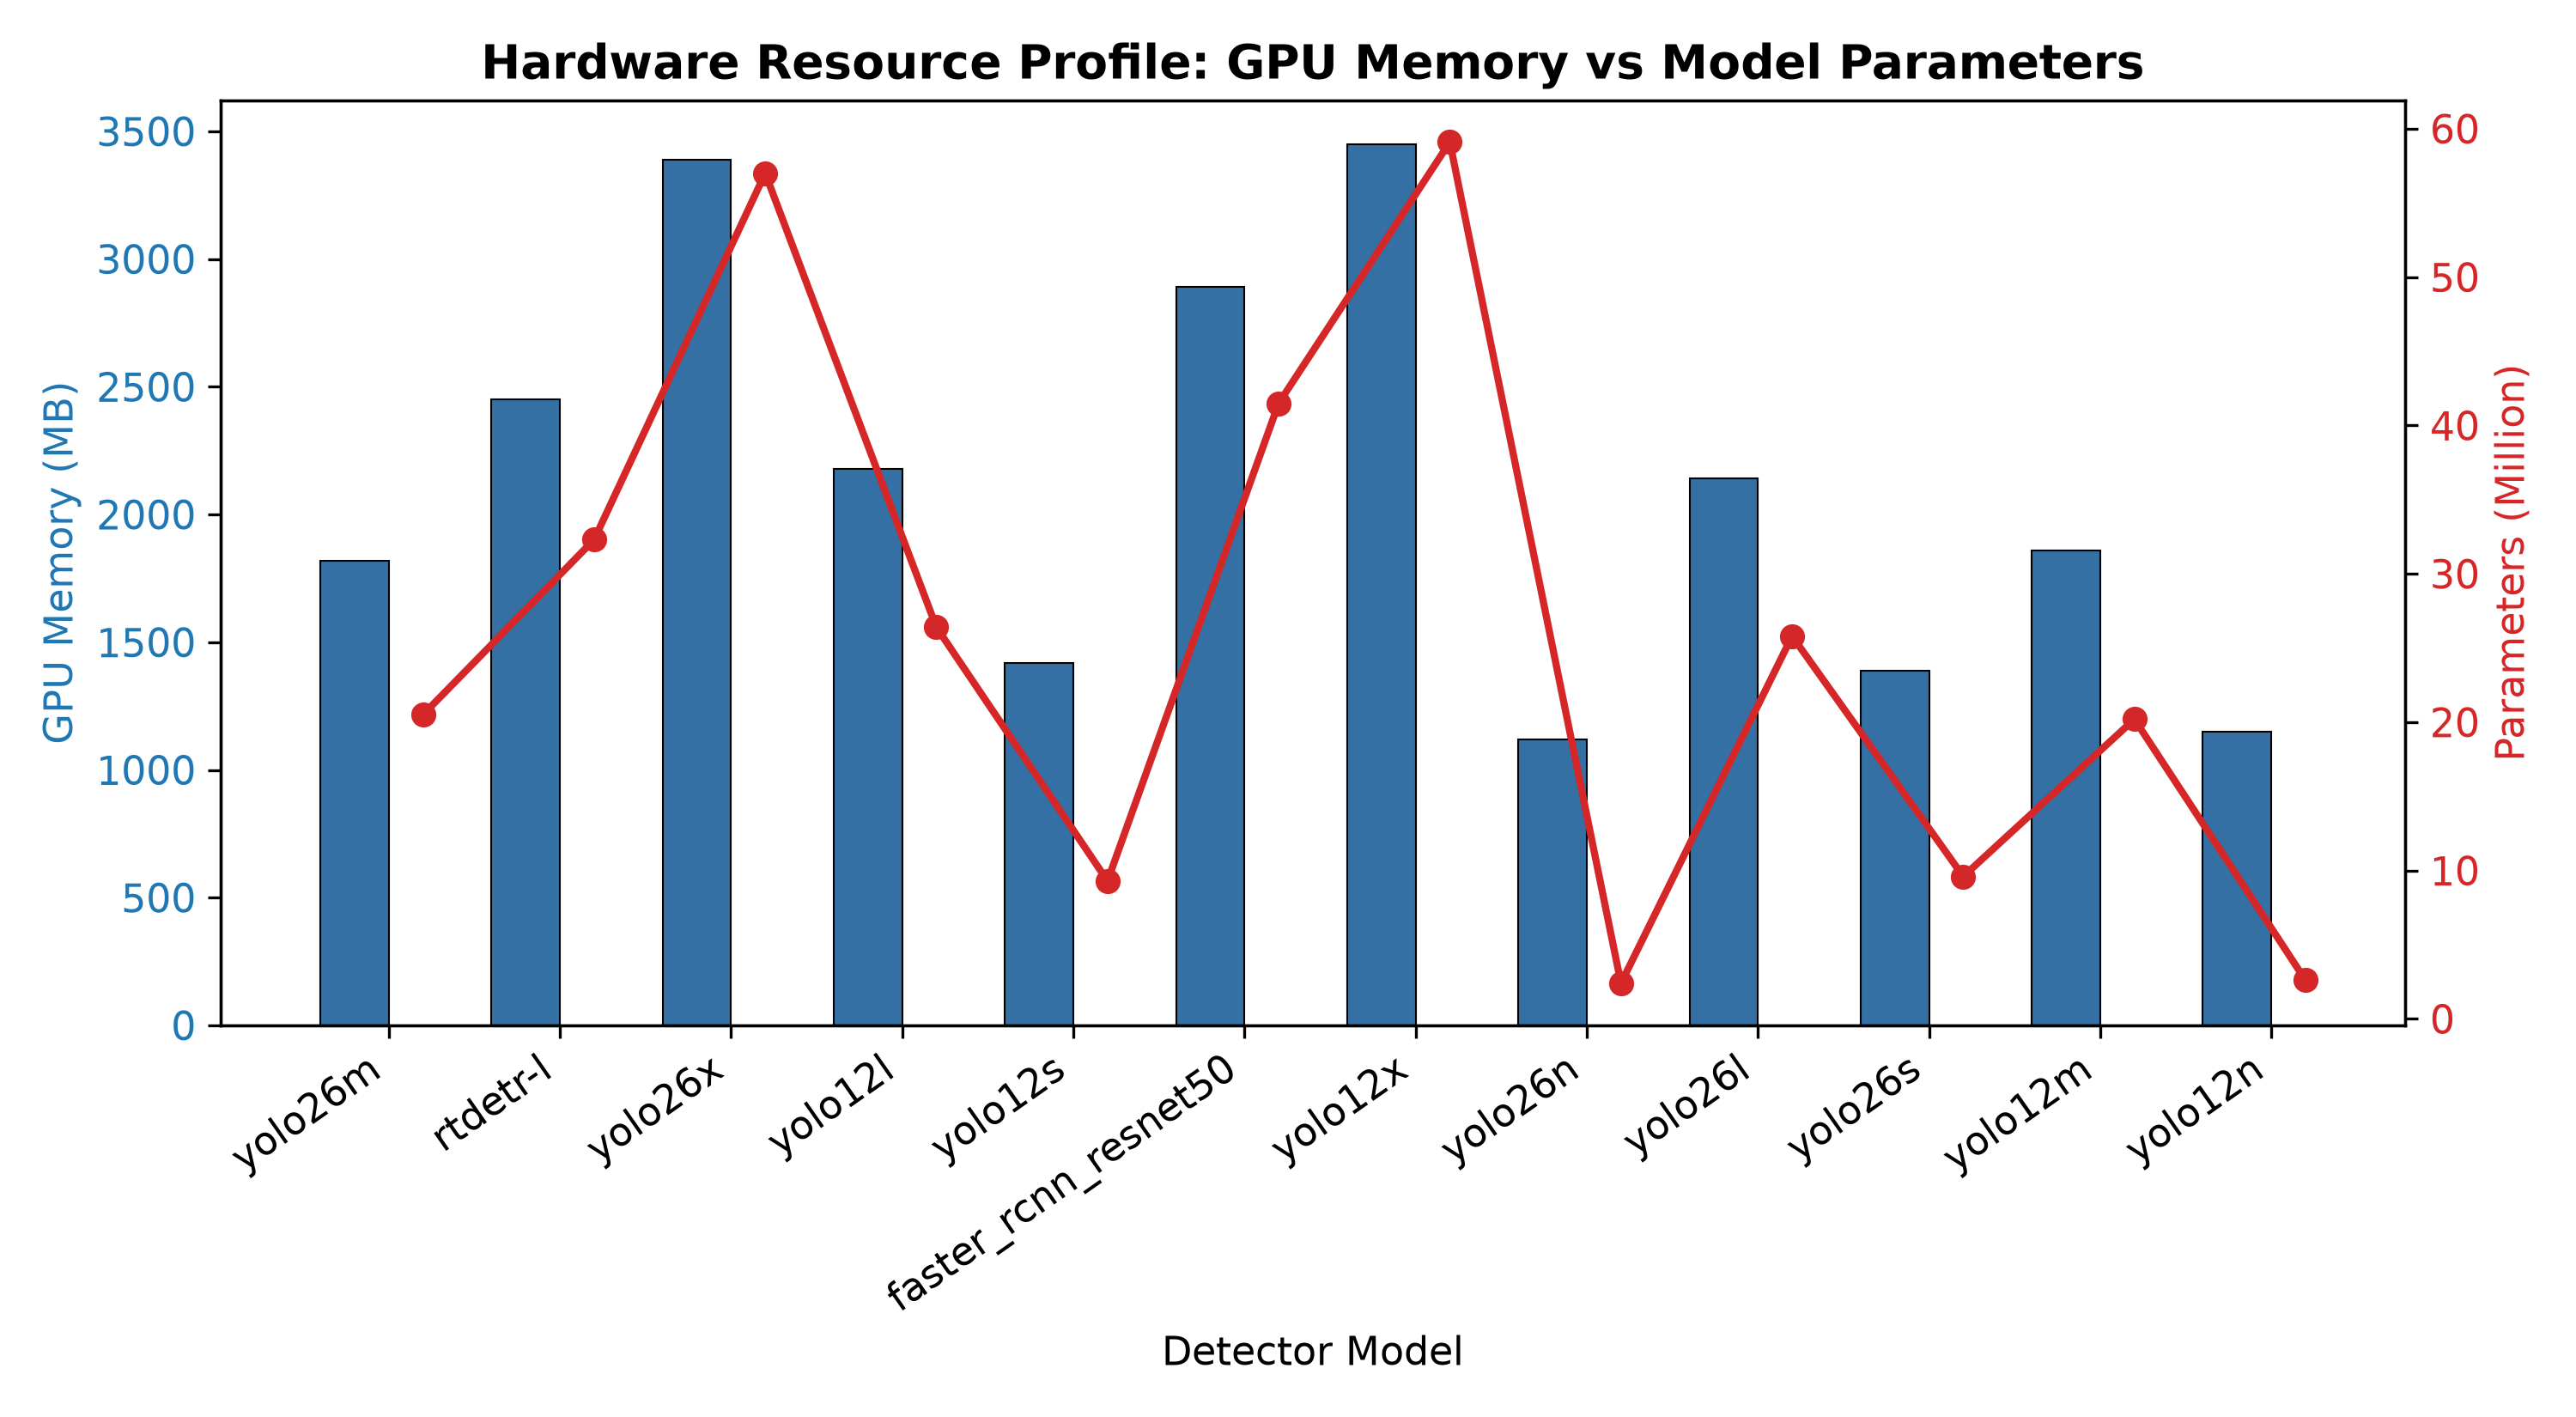 Hardware Resource Profile: GPU Memory vs Model Parameters
GPU Memory (MB)
3500
3000
2500
2000
1500
1000
500
0
60
50
40
30
20
10
0
Parameters (Million)
yolo26m
rtdetr-l
yolo26x
yolo12l
yolo12s
faster_rcnn_resnet50
yolo12x
yolo26n
yolo26l
yolo26s
yolo12m
yolo12n
Detector Model